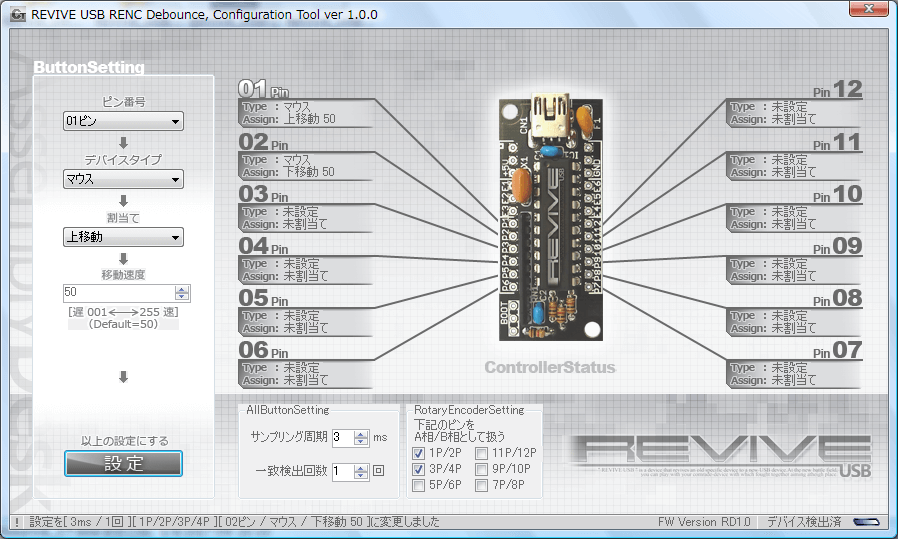 REVIVE USB RENC Debounce, Configuration Tool ver 1.0.0
ButtonSetting
ピン番号
01ピン
デバイスタイプ
マウス
割当て
上移動
移動速度
50
[遅 001<--->255 速]
(Default=50)
以上の設定にする
設定
01 Pin
Type : マウス
Assign: 上移動 50
02 Pin
Type : マウス
Assign: 下移動 50
03 Pin
Type : 未設定
Assign: 未割当て
04 Pin
Type : 未設定
Assign: 未割当て
05 Pin
Type : 未設定
Assign: 未割当て
06 Pin
Type : 未設定
Assign: 未割当て
CN1
F1
X1
C2
BOOT
REVIVE USB
ControllerStatus
Pin 12
Type : 未設定
Assign: 未割当て
Pin 11
Type : 未設定
Assign: 未割当て
Pin 10
Type : 未設定
Assign: 未割当て
Pin 09
Type : 未設定
Assign: 未割当て
Pin 08
Type : 未設定
Assign: 未割当て
Pin 07
Type : 未設定
Assign: 未割当て
AllButtonSetting
サンプリング周期 3 ms
一致検出回数 1 回
RotaryEncoderSetting
下記のピンを
A相/B相として扱う
1P/2P 11P/12P
3P/4P 9P/10P
5P/6P 7P/8P
REVIVE USB
! 設定を[ 3ms / 1回 ][ 1P/2P/3P/4P ][ 02ピン / マウス / 下移動 50 ]に変更しました
FW Version RD1.0
デバイス検出済